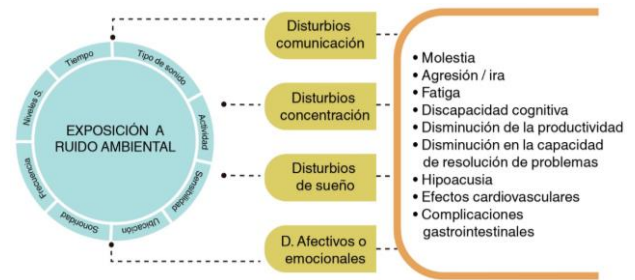 EXPOSICIÓN A
RUIDO AMBIENTAL
Tiempo
Tipo de sonido
Actividad
Sensibilidad
Ubicación
Sonoridad
Frecuencia
Niveles S.
Disturbios
comunicación
Disturbios
concentración
Disturbios
de sueño
D. Afectivos o
emocionales
• Molestia
• Agresión / ira
• Fatiga
• Discapacidad cognitiva
• Disminución de la productividad
• Disminución en la capacidad
de resolución de problemas
• Hipoacusia
• Efectos cardiovasculares
• Complicaciones
gastrointestinales